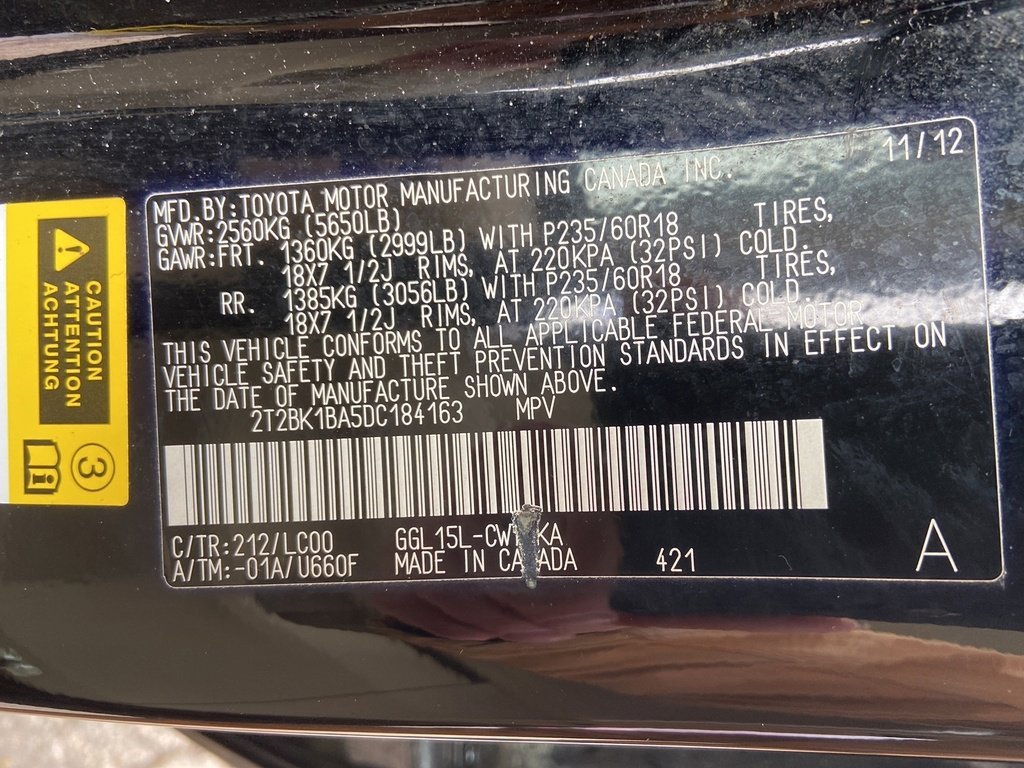 11/12
MFD.BY:TOYOTA MOTOR MANUFACTURING CANADA INC.
GVWR:2560KG (5650LB)
GAWR:FRT. 1360KG (2999LB) WITH P235/60R18 TIRES,
18X7 1/2J RIMS, AT 220KPA (32PSI) COLD.
RR. 1385KG (3056LB) WITH P235/60R18 TIRES,
18X7 1/2J RIMS, AT 220KPA (32PSI) COLD.
THIS VEHICLE CONFORMS TO ALL APPLICABLE FEDERAL MOTOR
VEHICLE SAFETY AND THEFT PREVENTION STANDARDS IN EFFECT ON
THE DATE OF MANUFACTURE SHOWN ABOVE.
2T2BK1BA5DC184163 MPV
C/TR:212/LC00
A/TM:-01A/U660F
MADE IN CANADA
421
A
CAUTION
ATTENTION
ACHTUNG
3
i